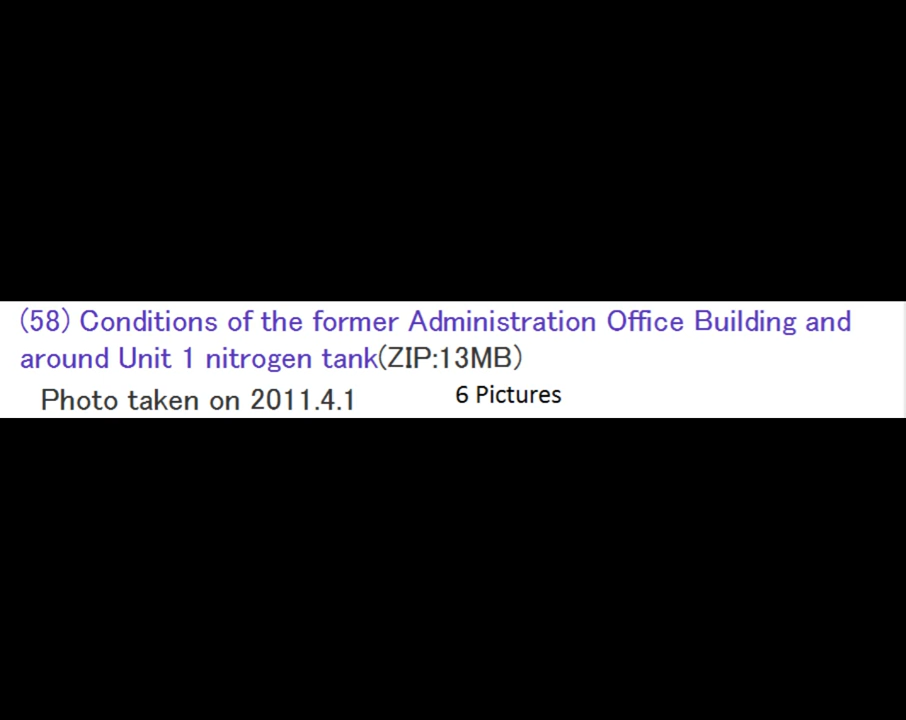 (58) Conditions of the former Administration Office Building and
around Unit 1 nitrogen tank(ZIP:13MB)
Photo taken on 2011.4.1 6 Pictures